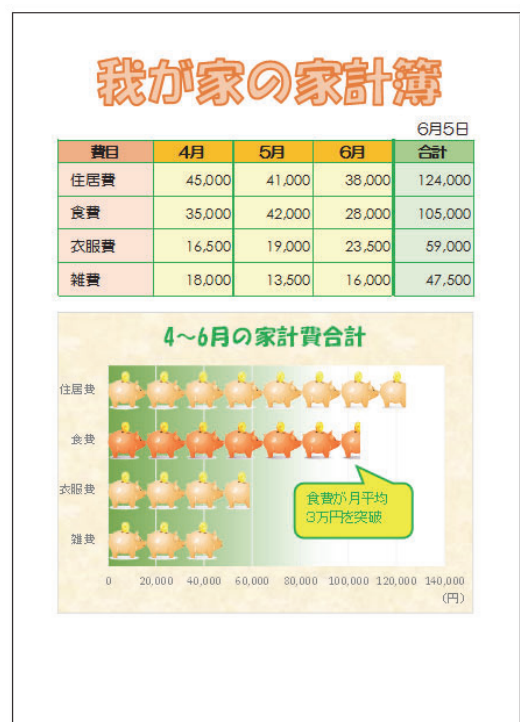 我が家の家計簿
6月5日
費目 4月 5月 6月 合計
住居費 45,000 41,000 38,000 124,000
食費 35,000 42,000 28,000 105,000
衣服費 16,500 19,000 23,500 59,000
雑費 18,000 13,500 16,000 47,500
4～6月の家計費合計
住居費
食費
衣服費
雑費
食費が月平均
3万円を突破
0 20,000 40,000 60,000 80,000 100,000 120,000 140,000
(円)